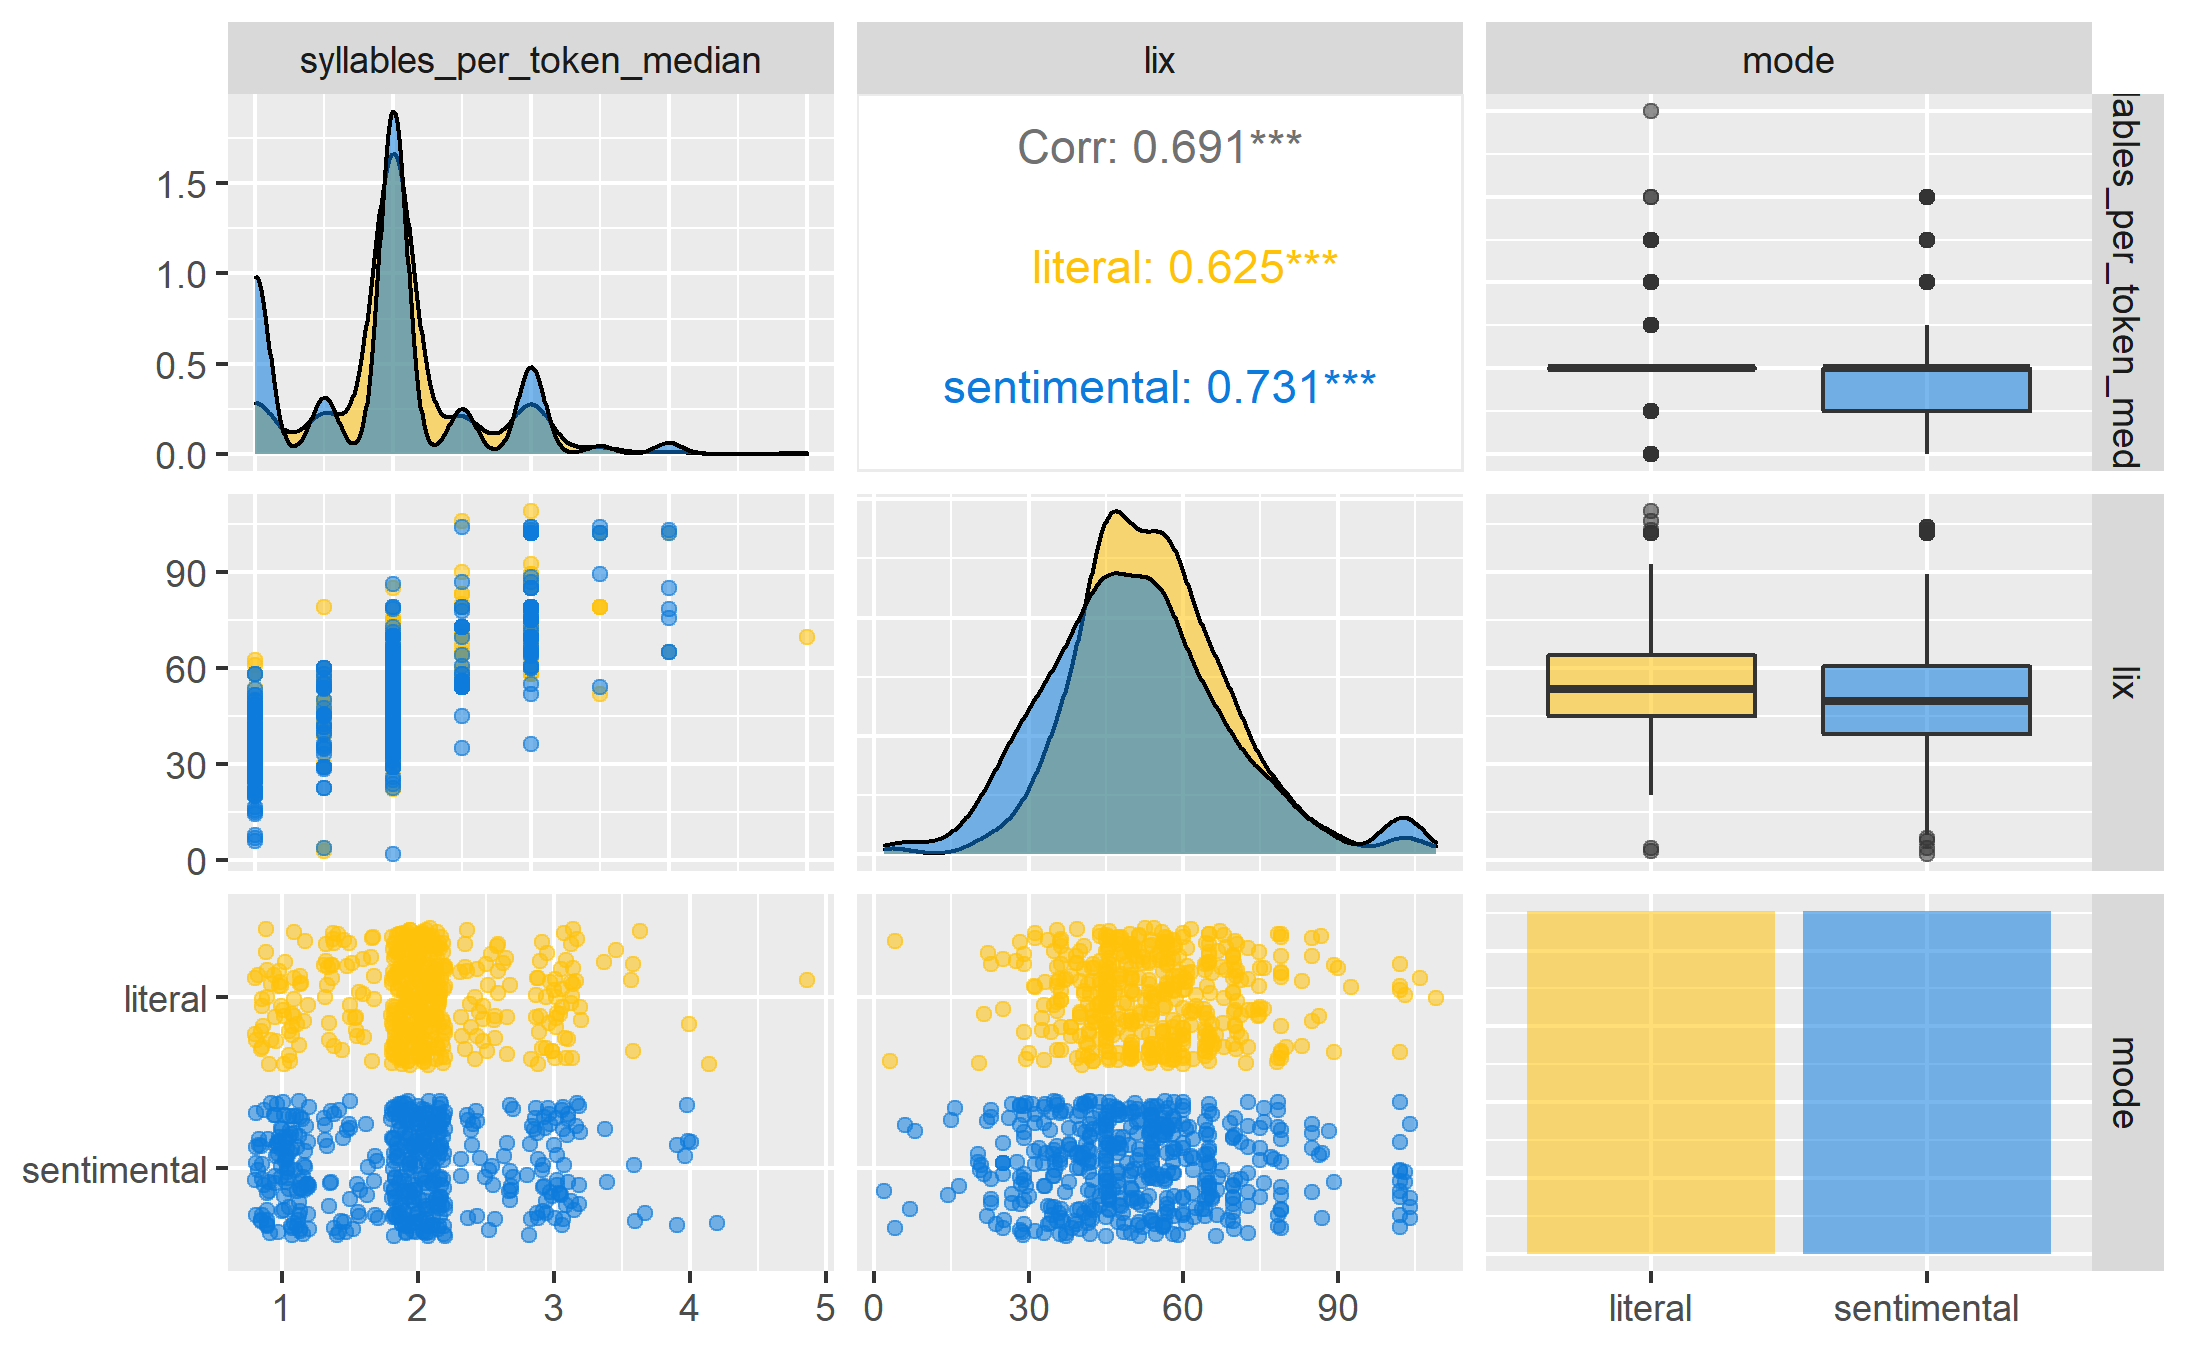 syllables_per_token_median
lix
mode
Corr: 0.691***
literal: 0.625***
sentimental: 0.731***
1.5
1.0
0.5
0.0
lables_per_token_med
90
60
30
0
lix
literal
sentimental
mode
1 2 3 4 5
0 30 60 90
literal sentimental